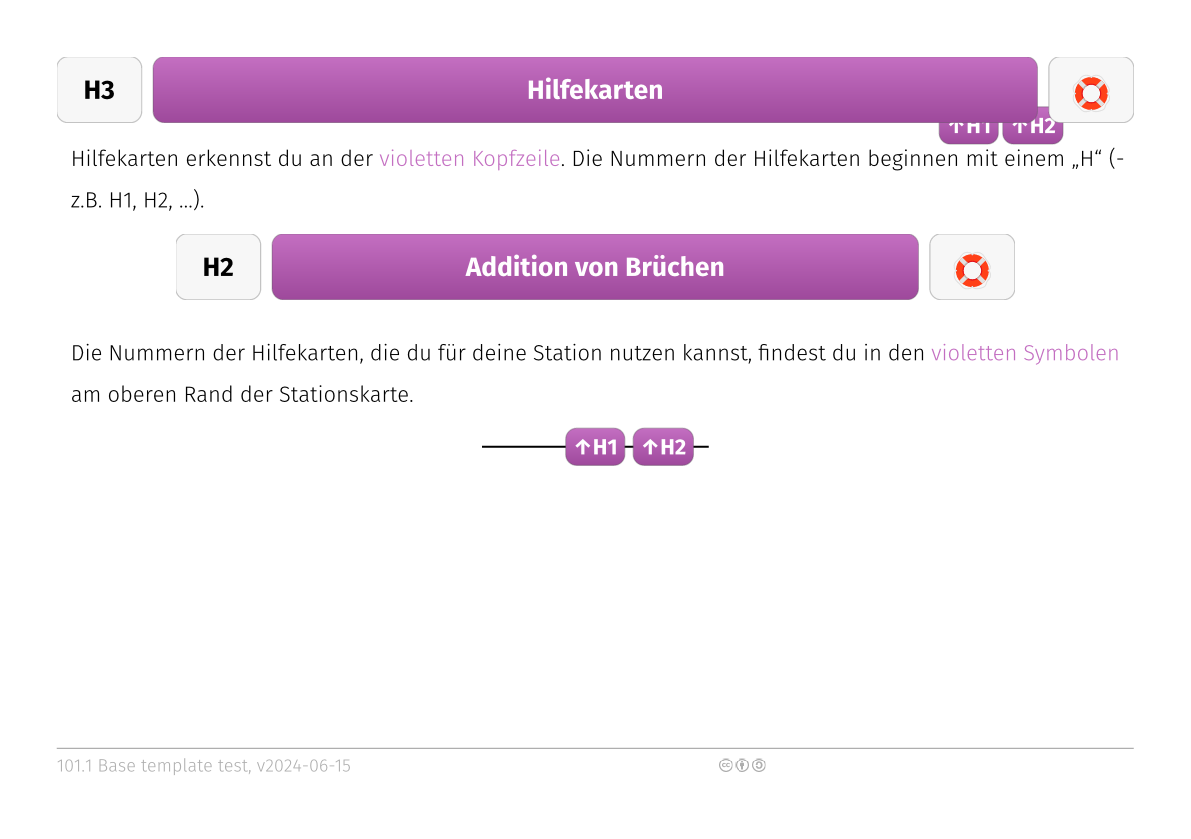 H3
Hilfekarten
↑H1 ↑H2
Hilfekarten erkennst du an der violetten Kopfzeile. Die Nummern der Hilfekarten beginnen mit einem „H“ (-
z.B. H1, H2, …).
H2
Addition von Brüchen
Die Nummern der Hilfekarten, die du für deine Station nutzen kannst, findest du in den violetten Symbolen
am oberen Rand der Stationskarte.
↑H1 ↑H2
101.1 Base template test, v2024-06-15